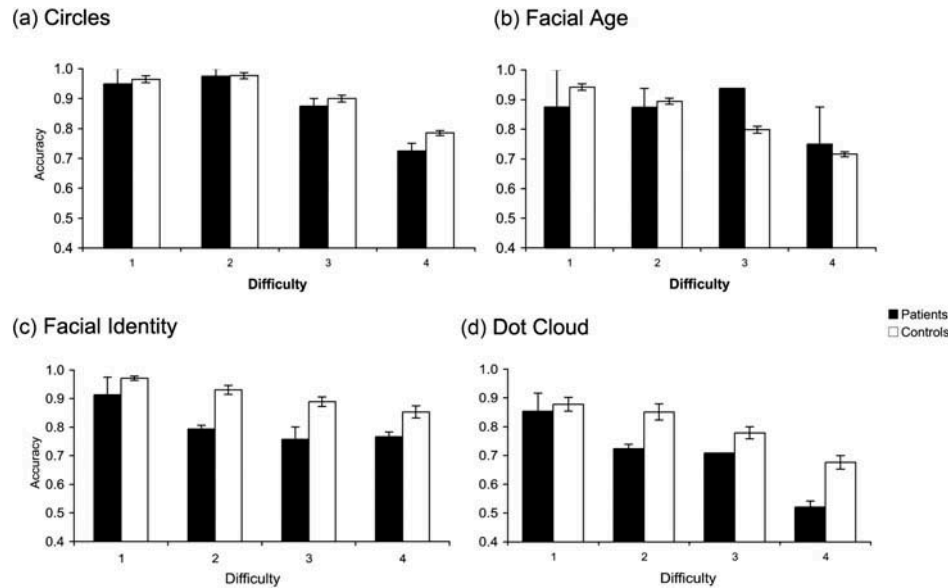 (a) Circles
1.0
0.9
0.8
0.7
0.6
0.5
0.4
Accuracy
1 2 3 4
Difficulty
(b) Facial Age
1.0
0.9
0.8
0.7
0.6
0.5
0.4
1 2 3 4
Difficulty
(c) Facial Identity
1.0
0.9
0.8
0.7
0.6
0.5
0.4
Accuracy
1 2 3 4
Difficulty
(d) Dot Cloud
1.0
0.9
0.8
0.7
0.6
0.5
0.4
1 2 3 4
Difficulty
Patients
Controls